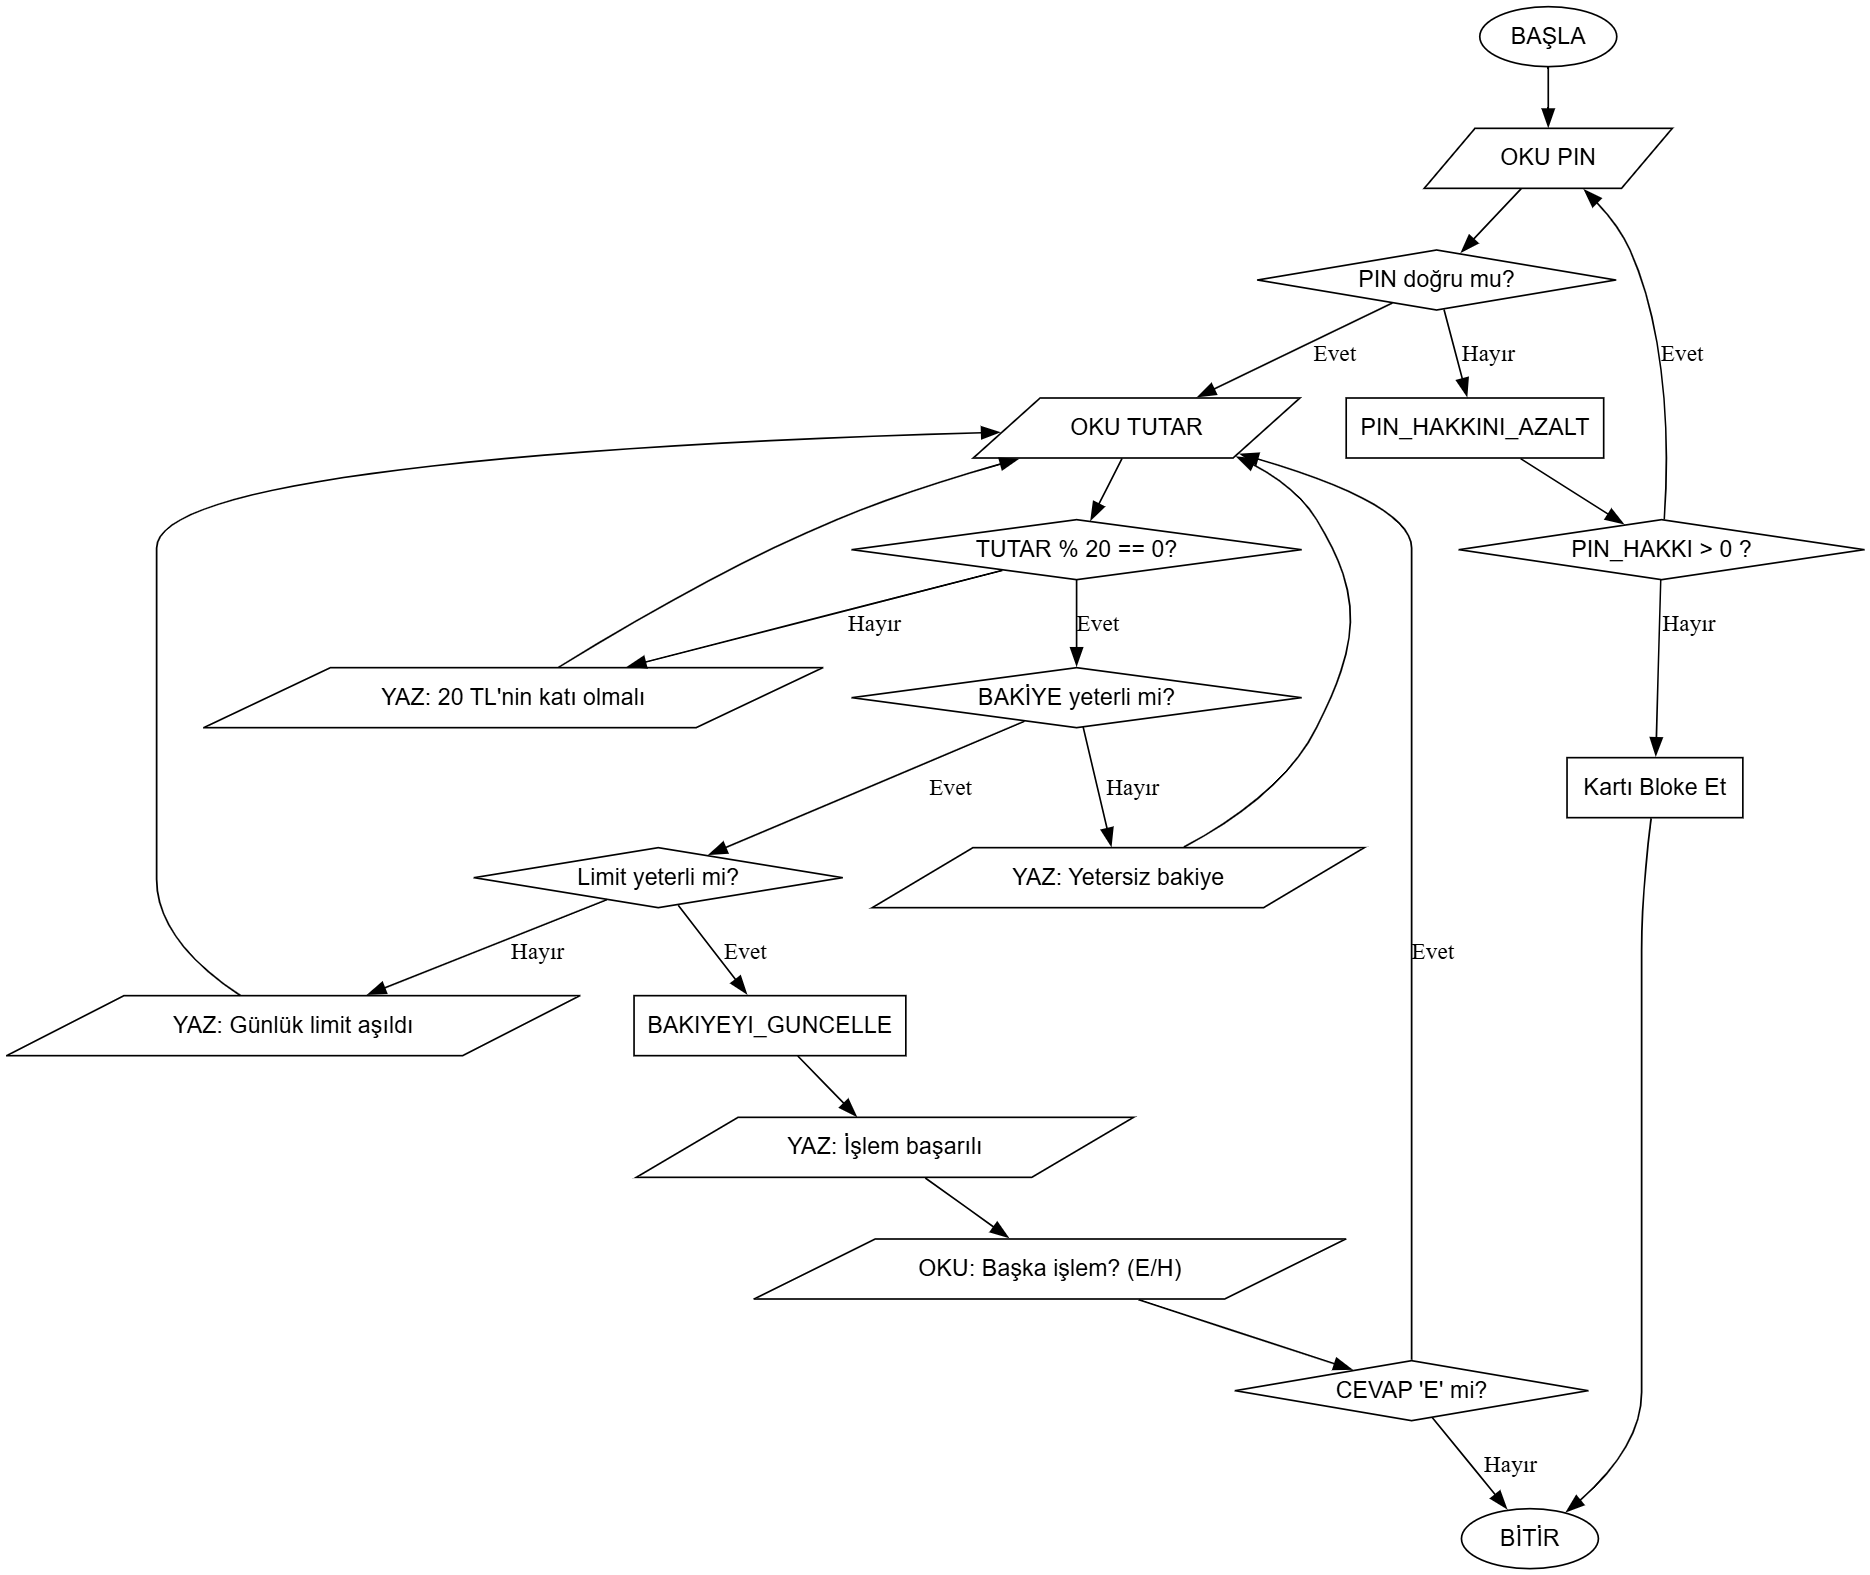 BAŞLA
OKU PIN
PIN doğru mu?
Evet
Hayır
Evet
OKU TUTAR
PIN_HAKKINI_AZALT
TUTAR % 20 == 0?
PIN_HAKKI > 0 ?
Hayır
Evet
Hayır
YAZ: 20 TL'nin katı olmalı
BAKİYE yeterli mi?
Evet
Hayır
Kartı Bloke Et
Limit yeterli mi?
YAZ: Yetersiz bakiye
Hayır
Evet
Evet
YAZ: Günlük limit aşıldı
BAKIYEYI_GUNCELLE
YAZ: İşlem başarılı
OKU: Başka işlem? (E/H)
CEVAP 'E' mi?
Hayır
BİTİR